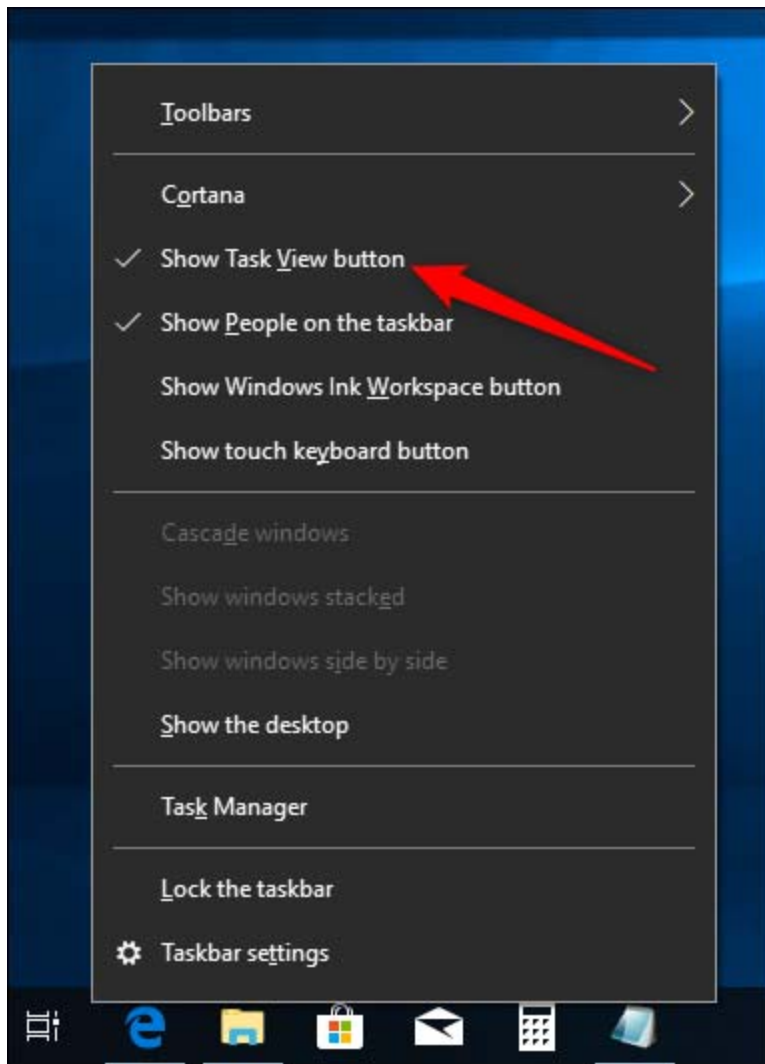 Toolbars
Cortana
Show Task View button
Show People on the taskbar
Show Windows Ink Workspace button
Show touch keyboard button
Cascade windows
Show windows stacked
Show windows side by side
Show the desktop
Task Manager
Lock the taskbar
Taskbar settings